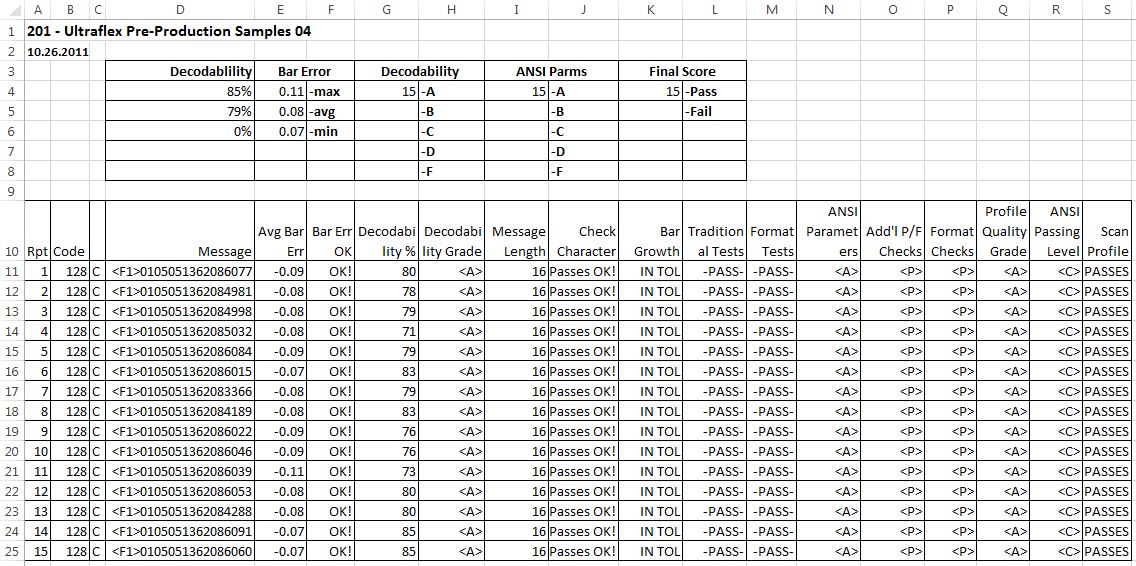 A B C D E F G H I J K L M N O P Q R S
1 201 - Ultraflex Pre-Production Samples 04
2 10.26.2011
3 Decodablility Bar Error Decodability ANSI Parms Final Score
4 85% 0.11 -max 15 -A 15 -A 15 -Pass
5 79% 0.08 -avg -B -B -Fail
6 0% 0.07 -min -C -C
7 -D -D
8 -F -F
9
ANSI Profile ANSI
Avg Bar Bar Err Decodabi Decodabi Message Check Bar Tradition Format Paramet Add'l P/F Format Quality Passing Scan
10 Rpt Code Message Err OK lity % lity Grade Length Character Growth al Tests Tests ers Checks Checks Grade Level Profile
11 1 128 C <F1>0105051362086077 -0.09 OK! 80 <A> 16 Passes OK! IN TOL -PASS- -PASS- <A> <P> <P> <A> <C> PASSES
12 2 128 C <F1>0105051362084981 -0.08 OK! 78 <A> 16 Passes OK! IN TOL -PASS- -PASS- <A> <P> <P> <A> <C> PASSES
13 3 128 C <F1>0105051362084998 -0.08 OK! 79 <A> 16 Passes OK! IN TOL -PASS- -PASS- <A> <P> <P> <A> <C> PASSES
14 4 128 C <F1>0105051362085032 -0.08 OK! 71 <A> 16 Passes OK! IN TOL -PASS- -PASS- <A> <P> <P> <A> <C> PASSES
15 5 128 C <F1>0105051362086084 -0.09 OK! 79 <A> 16 Passes OK! IN TOL -PASS- -PASS- <A> <P> <P> <A> <C> PASSES
16 6 128 C <F1>0105051362086015 -0.07 OK! 83 <A> 16 Passes OK! IN TOL -PASS- -PASS- <A> <P> <P> <A> <C> PASSES
17 7 128 C <F1>0105051362083366 -0.08 OK! 79 <A> 16 Passes OK! IN TOL -PASS- -PASS- <A> <P> <P> <A> <C> PASSES
18 8 128 C <F1>0105051362084189 -0.08 OK! 83 <A> 16 Passes OK! IN TOL -PASS- -PASS- <A> <P> <P> <A> <C> PASSES
19 9 128 C <F1>0105051362086022 -0.09 OK! 76 <A> 16 Passes OK! IN TOL -PASS- -PASS- <A> <P> <P> <A> <C> PASSES
20 10 128 C <F1>0105051362086046 -0.09 OK! 76 <A> 16 Passes OK! IN TOL -PASS- -PASS- <A> <P> <P> <A> <C> PASSES
21 11 128 C <F1>0105051362086039 -0.11 OK! 73 <A> 16 Passes OK! IN TOL -PASS- -PASS- <A> <P> <P> <A> <C> PASSES
22 12 128 C <F1>0105051362086053 -0.08 OK! 80 <A> 16 Passes OK! IN TOL -PASS- -PASS- <A> <P> <P> <A> <C> PASSES
23 13 128 C <F1>0105051362084288 -0.08 OK! 80 <A> 16 Passes OK! IN TOL -PASS- -PASS- <A> <P> <P> <A> <C> PASSES
24 14 128 C <F1>0105051362086091 -0.07 OK! 85 <A> 16 Passes OK! IN TOL -PASS- -PASS- <A> <P> <P> <A> <C> PASSES
25 15 128 C <F1>0105051362086060 -0.07 OK! 85 <A> 16 Passes OK! IN TOL -PASS- -PASS- <A> <P> <P> <A> <C> PASSES